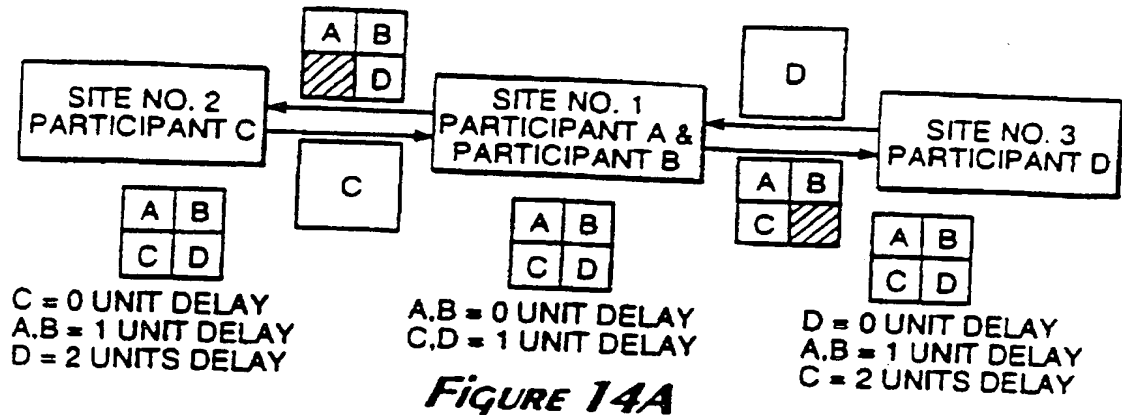 A B
D
SITE NO. 2
PARTICIPANT C
C
SITE NO. 1
PARTICIPANT A &
PARTICIPANT B
D
SITE NO. 3
PARTICIPANT D
A B
C
A B
C D
C = 0 UNIT DELAY
A,B = 1 UNIT DELAY
D = 2 UNITS DELAY
A B
C D
A,B = 0 UNIT DELAY
C,D = 1 UNIT DELAY
A B
C D
D = 0 UNIT DELAY
A,B = 1 UNIT DELAY
C = 2 UNITS DELAY
FIGURE 14A